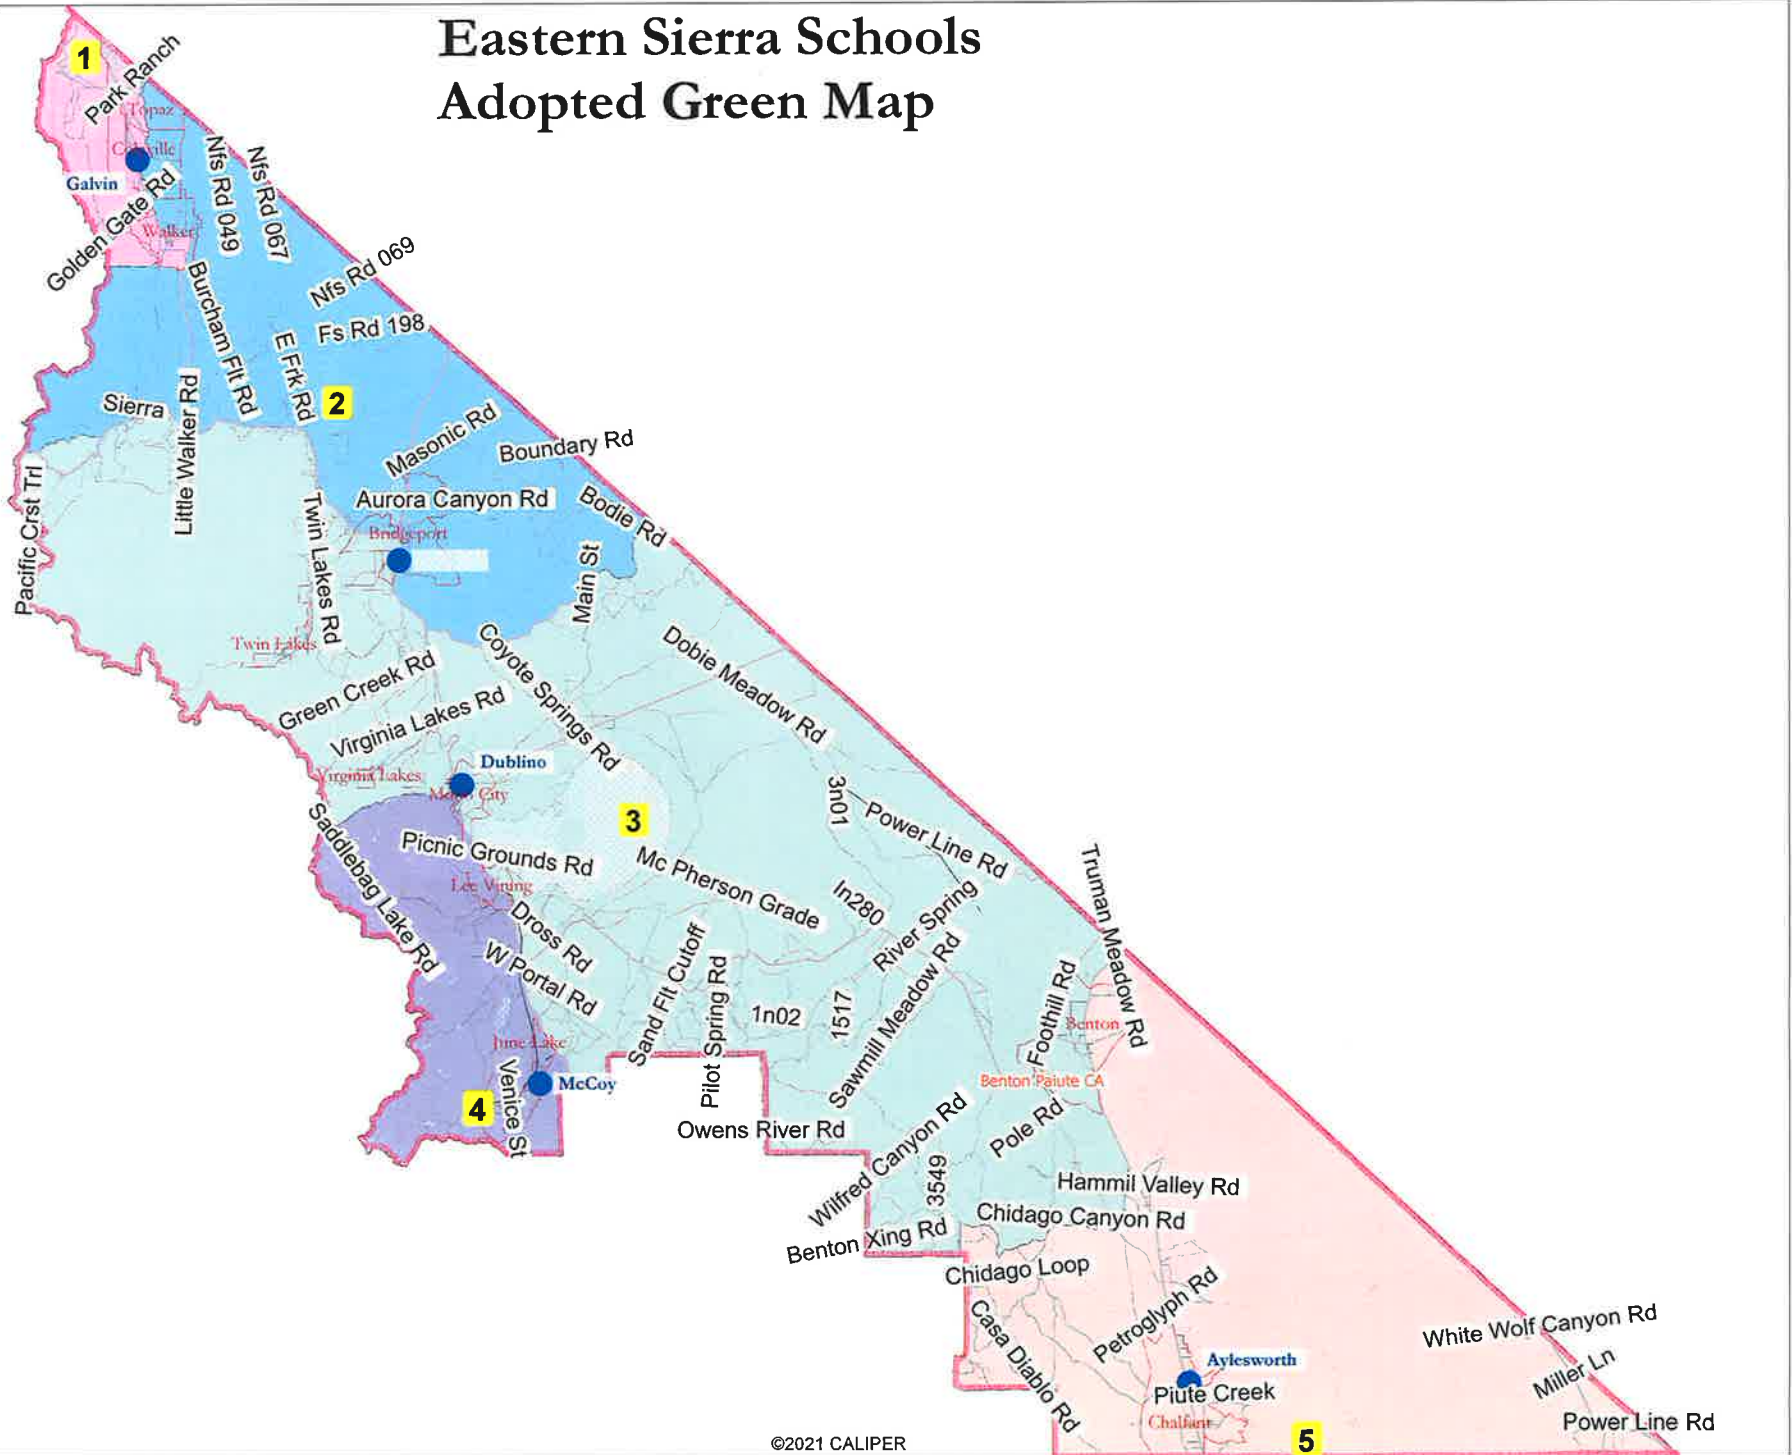 Eastern Sierra Schools
Adopted Green Map
1
Park Ranch
Topaz
Galvin
Golden Gate Rd
Walker
Nfs Rd 049
Nfs Rd 067
Nfs Rd 069
Fs Rd 198
Burcham Flt Rd
E Frk Rd
2
Sierra
Little Walker Rd
Masonic Rd
Boundary Rd
Aurora Canyon Rd
Bodie Rd
Bridgeport
Pacific Crst Trl
Twin Lakes Rd
Main St
Twin Lakes
Green Creek Rd
Virginia Lakes Rd
Coyote Springs Rd
Dobie Meadow Rd
Dublino
Virginia Lakes
Mono City
3
3n01
Power Line Rd
Saddlebag Lake Rd
Picnic Grounds Rd
Mc Pherson Grade
Lee Vining
In280
River Spring
Truman Meadow Rd
Dross Rd
W Portal Rd
Sand Flt Cutoff
Pilot Spring Rd
1n02
1517
Sawmill Meadow Rd
Foothill Rd
Benton
June Lake
Benton Paiute CA
Venice St
McCoy
4
Owens River Rd
Wilfred Canyon Rd
Pole Rd
3549
Hammil Valley Rd
Chidago Canyon Rd
Benton Xing Rd
Chidago Loop
Casa Diablo Rd
Petroglyph Rd
White Wolf Canyon Rd
Aylesworth
Miller Ln
Piute Creek
Chalfant
Power Line Rd
5
©2021 CALIPER